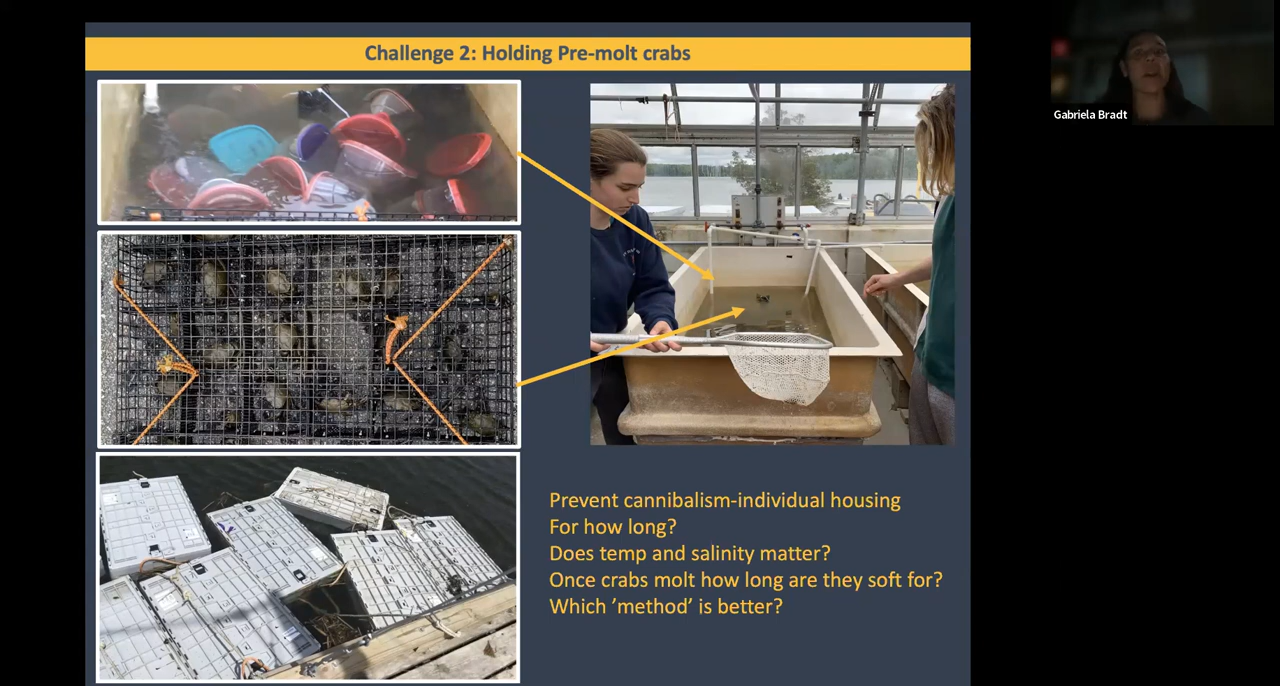 Challenge 2: Holding Pre-molt crabs
Gabriela Bradt
Prevent cannibalism-individual housing
For how long?
Does temp and salinity matter?
Once crabs molt how long are they soft for?
Which ’method’ is better?